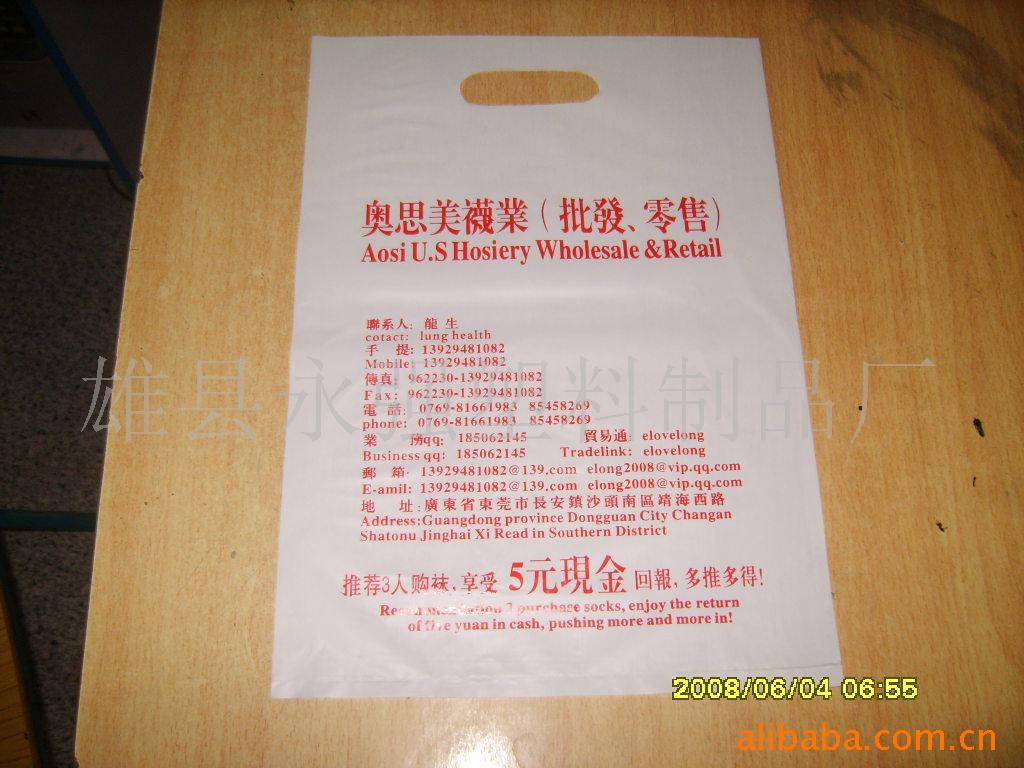 奥思美襪業（批發、零售）
Aosi U.S Hosiery Wholesale &Retail
聯系人: 龍生
cotact: lung health
手 提: 13929481082
Mobile: 13929481082
傳真: 962230-13929481082
Fax: 962230-13929481082
電話: 0769-81661983 85458269
phone: 0769-81661983 85458269
業 務qq: 185062145 貿易通: elovelong
Business qq: 185062145 Tradelink: elovelong
郵 箱: 13929481082@139.com elong2008@vip.qq.com
E-amil: 13929481082@139.com elong2008@vip.qq.com
地 址:廣東省東莞市長安鎮沙頭南區靖海西路
Address:Guangdong province Dongguan City Changan
Shatonu Jinghai Xi Read in Southern District
推荐3人购袜,享受 5元現金 回報,多推多得!
Recommendation 3 purchase socks, enjoy the return
of five yuan in cash, pushing more and more in!
雄县永强塑料制品厂
2008/06/04 06:55
alibaba.com.cn